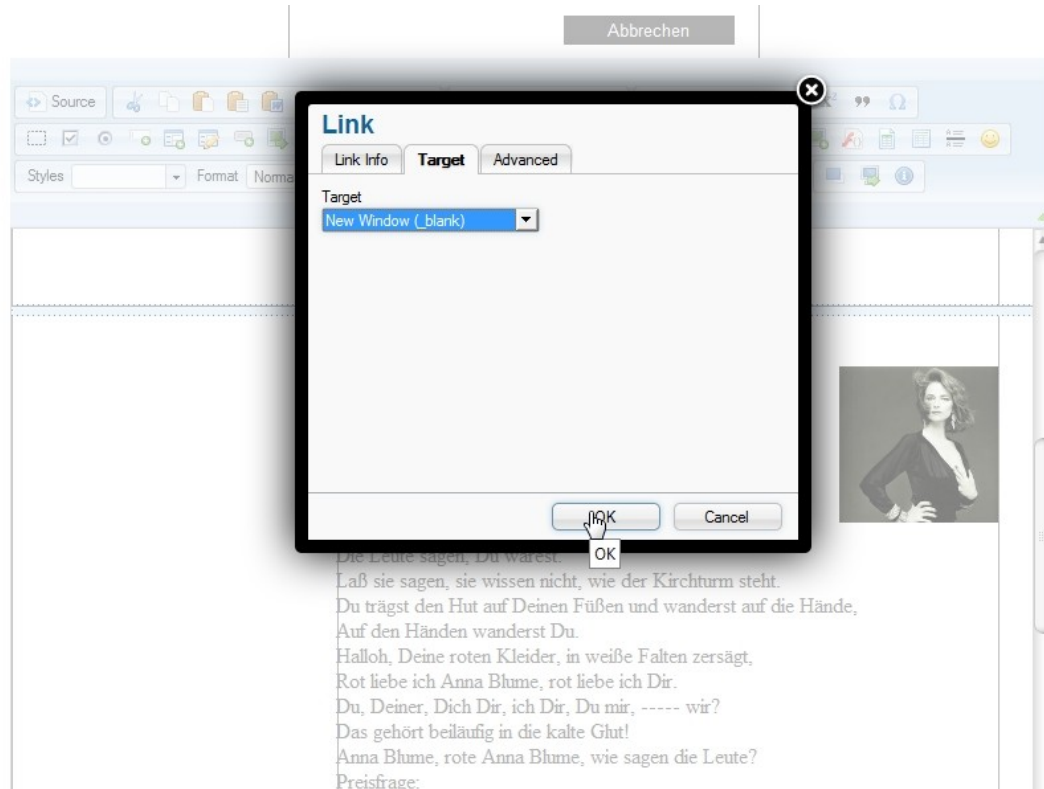 Abbrechen
Source
Link
Link Info Target Advanced
Styles Format Norma
Target
New Window (_blank)
OK Cancel
OK
Die Leute sagen, Du wärest.
Laß sie sagen, sie wissen nicht, wie der Kirchturm steht.
Du trägst den Hut auf Deinen Füßen und wanderst auf die Hände,
Auf den Händen wanderst Du.
Halloh, Deine roten Kleider, in weiße Falten zersägt,
Rot liebe ich Anna Blume, rot liebe ich Dir.
Du, Deiner, Dich Dir, ich Dir, Du mir, ----- wir?
Das gehört beiläufig in die kalte Glut!
Anna Blume, rote Anna Blume, wie sagen die Leute?
Preisfrage: